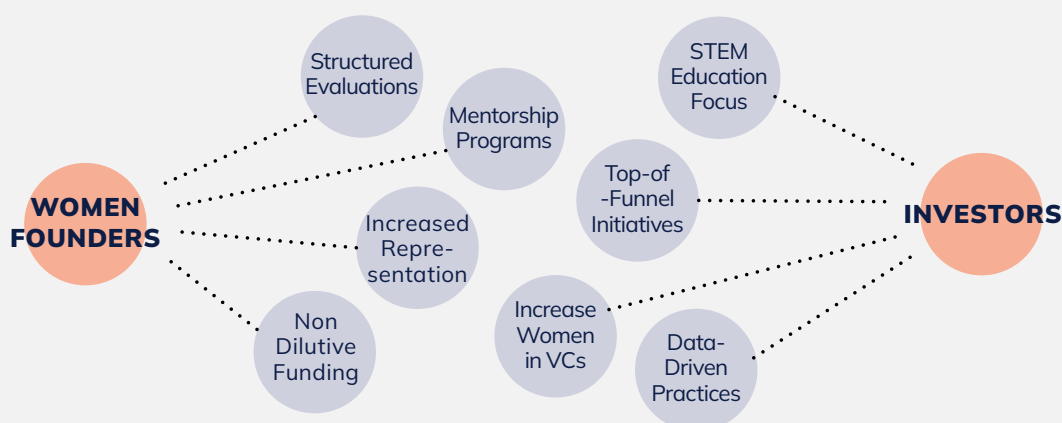 WOMEN
FOUNDERS
Structured
Evaluations
Mentorship
Programs
Increased
Repre-
sentation
Non
Dilutive
Funding
STEM
Education
Focus
Top-of
-Funnel
Initiatives
Increase
Women
in VCs
Data-
Driven
Practices
INVESTORS